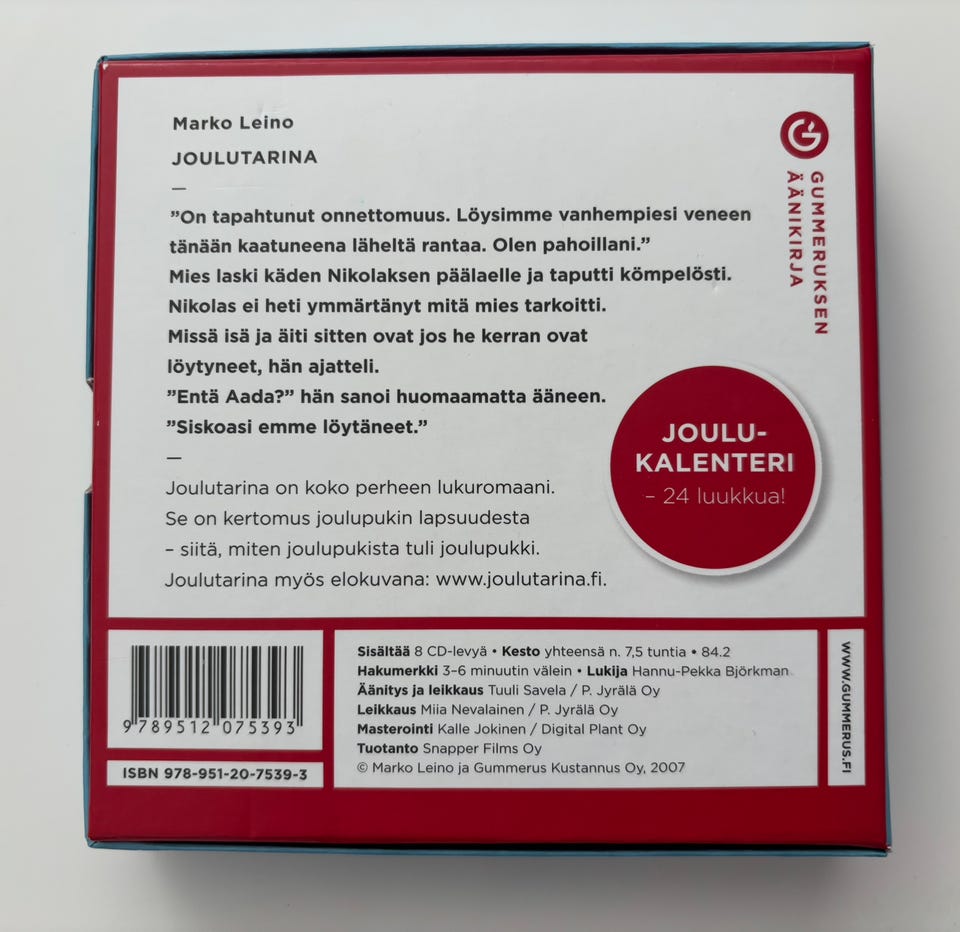 Marko Leino
JOULUTARINA
—
”On tapahtunut onnettomuus. Löysimme vanhempiesi veneen
tänään kaatuneena läheltä rantaa. Olen pahoillani.”
Mies laski käden Nikolaksen päälaelle ja taputti kömpelösti.
Nikolas ei heti ymmärtänyt mitä mies tarkoitti.
Missä isä ja äiti sitten ovat jos he kerran ovat
löytyneet, hän ajatteli.
”Entä Aada?” hän sanoi huomaamatta ääneen.
”Siskoasi emme löytäneet.”
—
Joulutarina on koko perheen lukuromaani.
Se on kertomus joulupukin lapsuudesta
– siitä, miten joulupukista tuli joulupukki.
Joulutarina myös elokuvana: www.joulutarina.fi.
GUMMERUKSEN
ÄÄNIKIRJA
JOULU-
KALENTERI
– 24 luukkua!
9 789512 075393
ISBN 978-951-20-7539-3
Sisältää 8 CD-levyä • Kesto yhteensä n. 7,5 tuntia • 84.2
Hakumerkki 3–6 minuutin välein • Lukija Hannu-Pekka Björkman
Äänitys ja leikkaus Tuuli Savela / P. Jyrälä Oy
Leikkaus Miia Nevalainen / P. Jyrälä Oy
Masterointi Kalle Jokinen / Digital Plant Oy
Tuotanto Snapper Films Oy
© Marko Leino ja Gummerus Kustannus Oy, 2007
WWW.GUMMERUS.FI